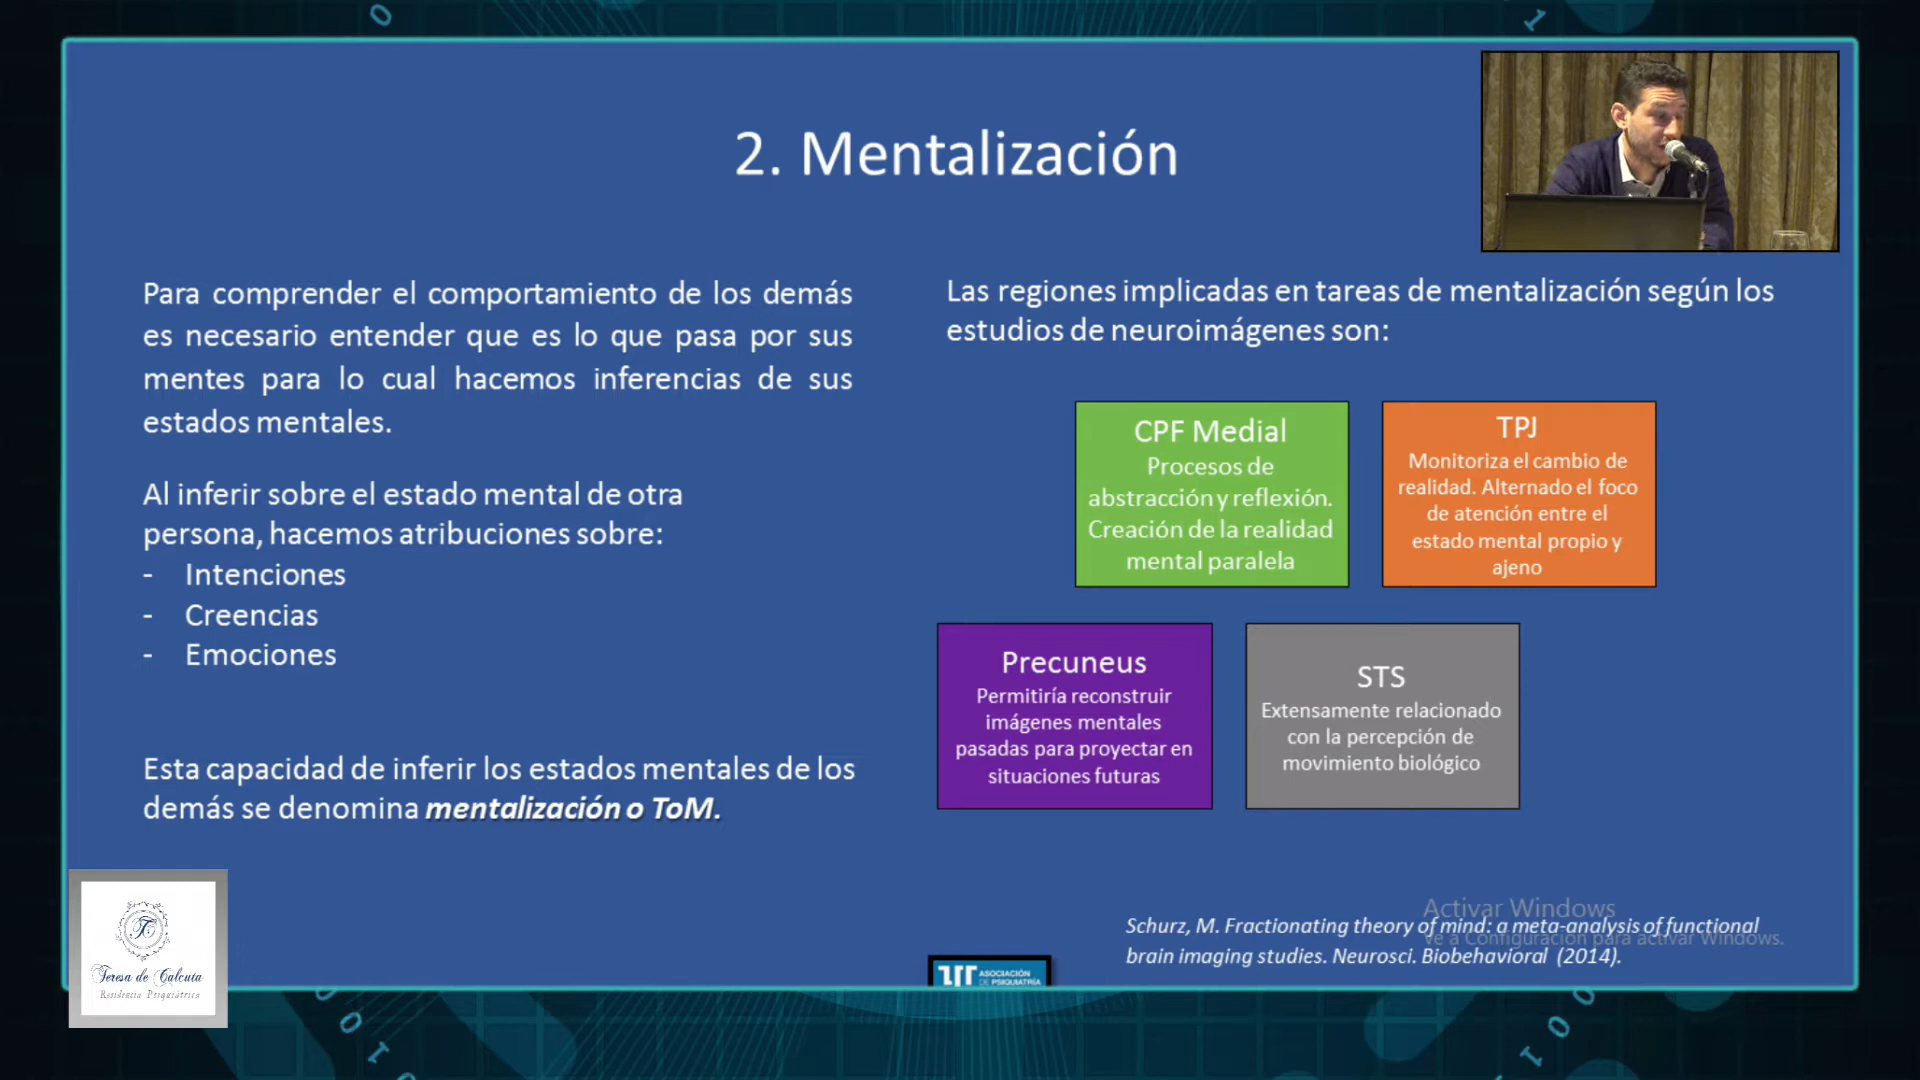 2. Mentalización
Para comprender el comportamiento de los demás
es necesario entender que es lo que pasa por sus
mentes para lo cual hacemos inferencias de sus
estados mentales.
Al inferir sobre el estado mental de otra
persona, hacemos atribuciones sobre:
- Intenciones
- Creencias
- Emociones
Esta capacidad de inferir los estados mentales de los
demás se denomina mentalización o ToM.
Las regiones implicadas en tareas de mentalización según los
estudios de neuroimágenes son:
CPF Medial
Procesos de
abstracción y reflexión.
Creación de la realidad
mental paralela
TPJ
Monitoriza el cambio de
realidad. Alternado el foco
de atención entre el
estado mental propio y
ajeno
Precuneus
Permitiría reconstruir
imágenes mentales
pasadas para proyectar en
situaciones futuras
STS
Extensamente relacionado
con la percepción de
movimiento biológico
Activar Windows
Ve a Configuración para activar Windows.
Schurz, M. Fractionating theory of mind: a meta-analysis of functional
brain imaging studies. Neurosci. Biobehavioral (2014).
Teresa de Calcuta
Residencia Psiquiátrica
ASOCIACIÓN
DE PSIQUIATRÍA